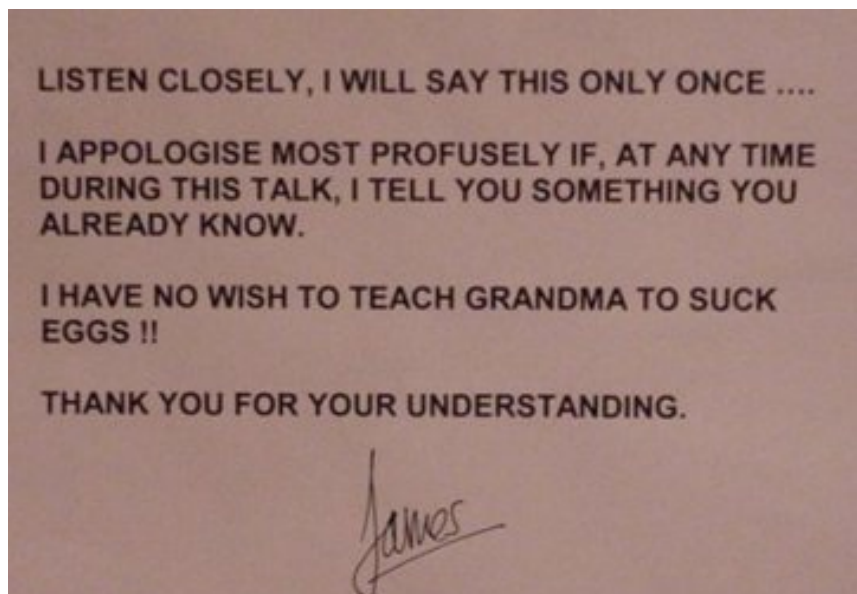 LISTEN CLOSELY, I WILL SAY THIS ONLY ONCE ....
I APPOLOGISE MOST PROFUSELY IF, AT ANY TIME
DURING THIS TALK, I TELL YOU SOMETHING YOU
ALREADY KNOW.
I HAVE NO WISH TO TEACH GRANDMA TO SUCK
EGGS !!
THANK YOU FOR YOUR UNDERSTANDING.
James